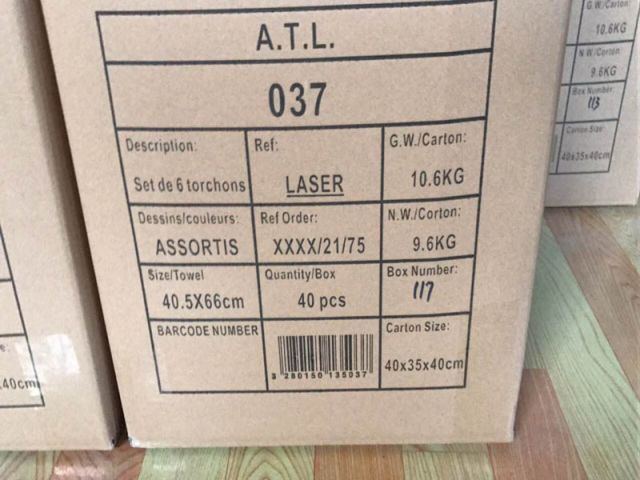 A.T.L.
037
Description:
Set de 6 torchons
Ref:
LASER
G.W./Carton:
10.6KG
Dessins/couleurs:
ASSORTIS
Ref Order:
XXXX/21/75
N.W./Corton:
9.6KG
Size/Towel
40.5X66cm
Quantity/Box
40 pcs
Box Number:
117
BARCODE NUMBER
3 280150 135037
Carton Size:
40x35x40cm
G.W./Carton
10.6KG
N.W./Corton
9.6KG
Box Number:
113
Carton Size:
40x35x40cm